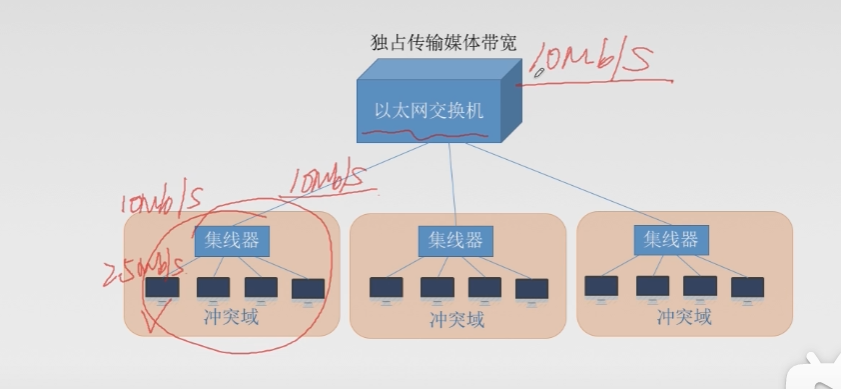 独占传输媒体带宽
10Mb/S
以太网交换机
10Mb/S
10Mb/S
集线器
集线器
集线器
2.5Mb/s
冲突域
冲突域
冲突域